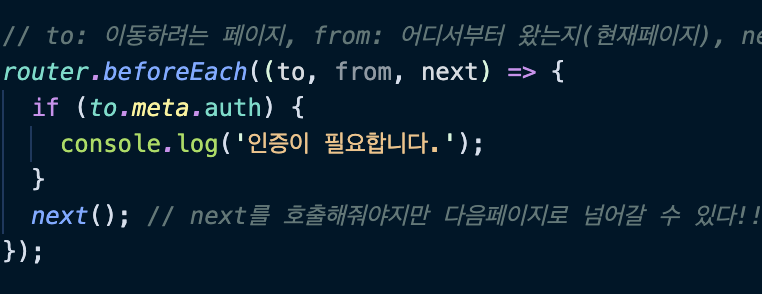 // to: 이동하려는 페이지, from: 어디서부터 왔는지(현재페이지), ne
router.beforeEach((to, from, next) => {
if (to.meta.auth) {
console.log('인증이 필요합니다.');
}
next(); // next를 호출해줘야지만 다음페이지로 넘어갈 수 있다!!
});